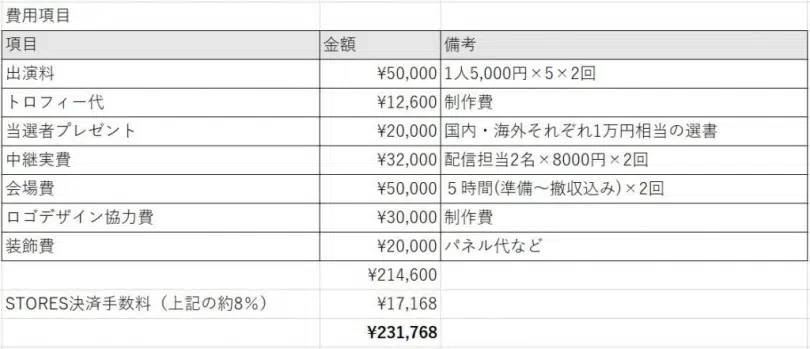 費用項目
項目 金額 備考
出演料 ¥50,000 1人5,000円×5×2回
トロフィー代 ¥12,600 制作費
当選者プレゼント ¥20,000 国内・海外それぞれ1万円相当の選書
中継実費 ¥32,000 配信担当2名×8000円×2回
会場費 ¥50,000 ５時間(準備～撤収込み)×2回
ロゴデザイン協力費 ¥30,000 制作費
装飾費 ¥20,000 パネル代など
¥214,600
STORES決済手数料（上記の約8%） ¥17,168
¥231,768